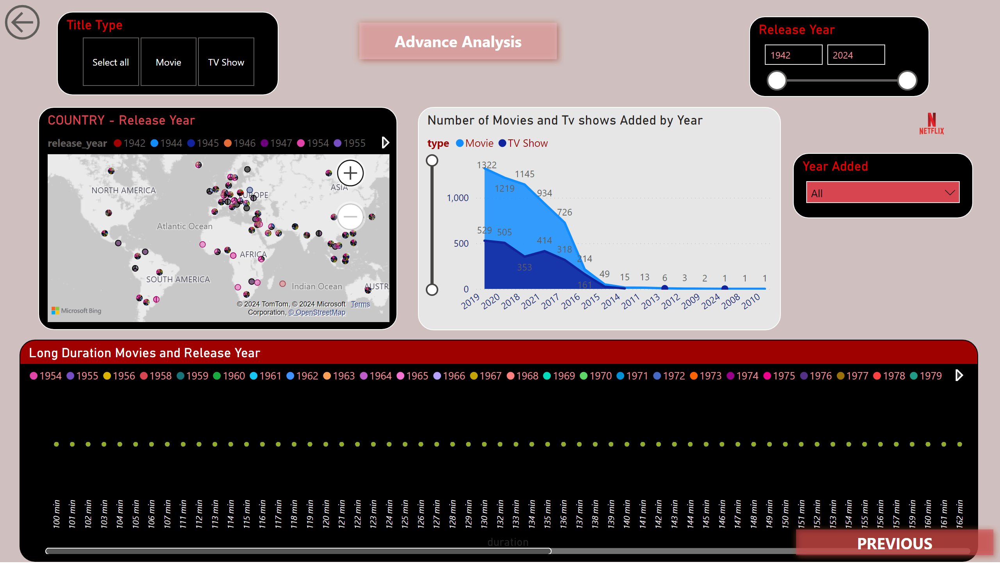 Title Type
Select all Movie TV Show
Advance Analysis
Release Year
1942 2024
COUNTRY - Release Year
release_year 1942 1944 1945 1946 1947 1954 1955
NORTH AMERICA
EUROPE
ASIA
Atlantic Ocean
AFRICA
SOUTH AMERICA
Indian Ocean
AUSTR
© 2024 TomTom, © 2024 Microsoft Terms
Corporation, © OpenStreetMap
Microsoft Bing
Number of Movies and Tv shows Added by Year
type Movie TV Show
1322
1145
1219
934
1,000
726
529 505
414
500
318
214
353
161
49 15 13 6 3 2 1 1 1
0
2019 2020 2018 2021 2017 2016 2015 2014 2011 2013 2012 2009 2024 2008 2010
NETFLIX
Year Added
All
Long Duration Movies and Release Year
1954 1955 1956 1958 1959 1960 1961 1962 1963 1964 1965 1966 1967 1968 1969 1970 1971 1972 1973 1974 1975 1976 1977 1978 1979
100 min 101 min 102 min 103 min 104 min 105 min 106 min 107 min 111 min 112 min 113 min 114 min 115 min 116 min 117 min 118 min 119 min 120 min 121 min 122 min 123 min 124 min 125 min 126 min 127 min 128 min 129 min 130 min 132 min 133 min 134 min 135 min 136 min 137 min 138 min 139 min 140 min 141 min 142 min 143 min 144 min 145 min 146 min 147 min 148 min 149 min 150 min 151 min 152 min 153 min 154 min 155 min 156 min 157 min 159 min 160 min 161 min 162 min
duration
PREVIOUS